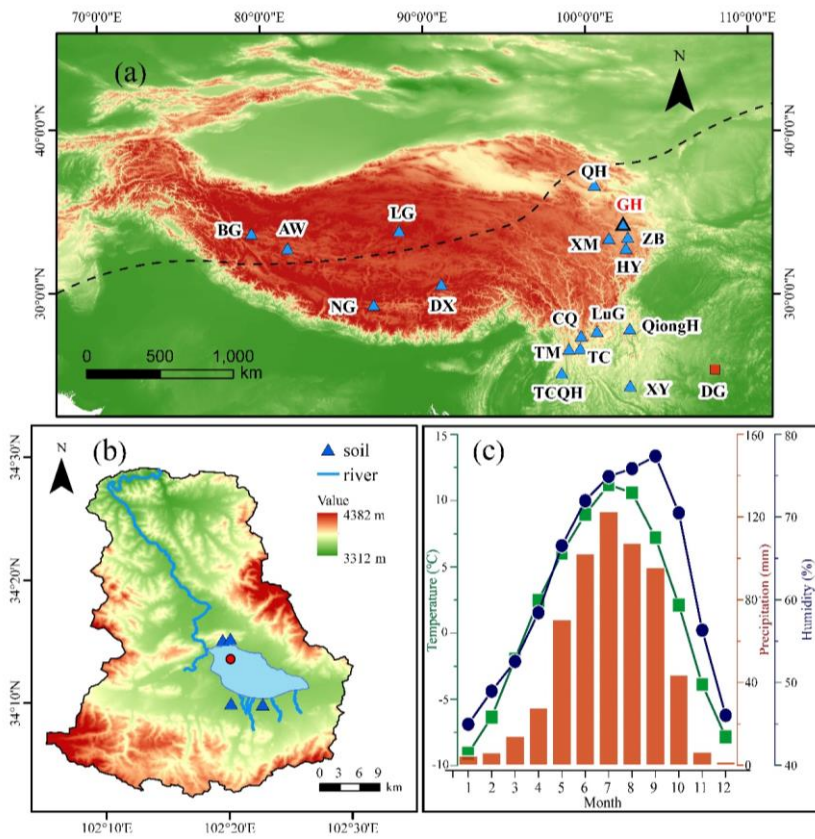 70°0'0"E 80°0'0"E 90°0'0"E 100°0'0"E 110°0'0"E
(a)
N
40°0'0"N
40°0'0"N
30°0'0"N
30°0'0"N
QH
GH
BG AW LG
XM ZB
HY
NG DX
CQ LuG QiongH
TM TC
TCQH XY DG
0 500 1,000
km
(b)
N
34°30'N
34°20'N
34°10'N
soil
river
Value
4382 m
3312 m
0 3 6 9
km
102°10'E 102°20'E 102°30'E
(c)
Temperature (℃)
15
10
5
0
-5
-10
Precipitation (mm)
160
120
80
40
0
Humidity (%)
80
70
60
50
40
1 2 3 4 5 6 7 8 9 10 11 12
Month